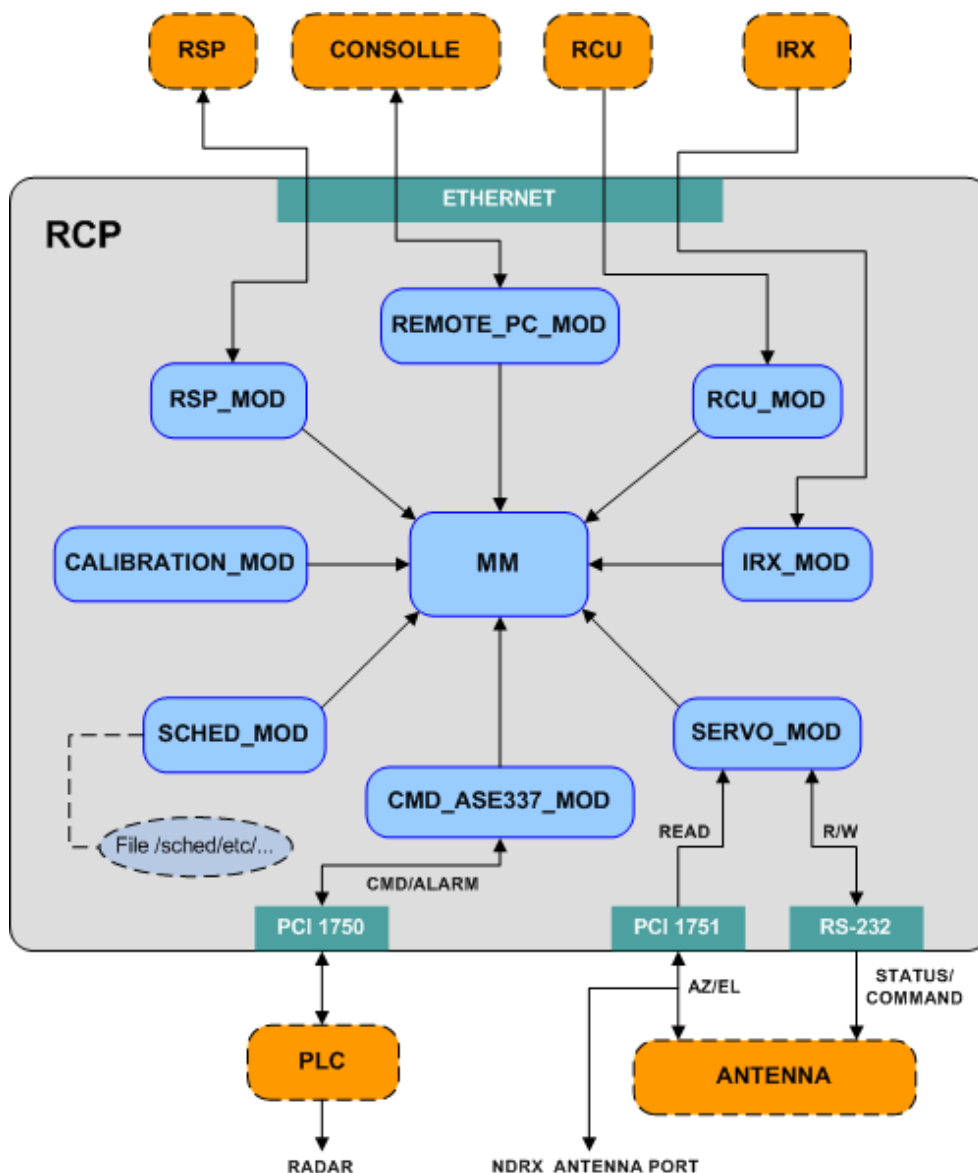 RSP
CONSOLLE
RCU
IRX
ETHERNET
RCP
REMOTE_PC_MOD
RSP_MOD
RCU_MOD
CALIBRATION_MOD
MM
IRX_MOD
SCHED_MOD
SERVO_MOD
CMD_ASE337_MOD
File /sched/etc/...
READ
R/W
CMD/ALARM
PCI 1750
PCI 1751
RS-232
AZ/EL
STATUS/
COMMAND
PLC
ANTENNA
RADAR
NDRX ANTENNA PORT